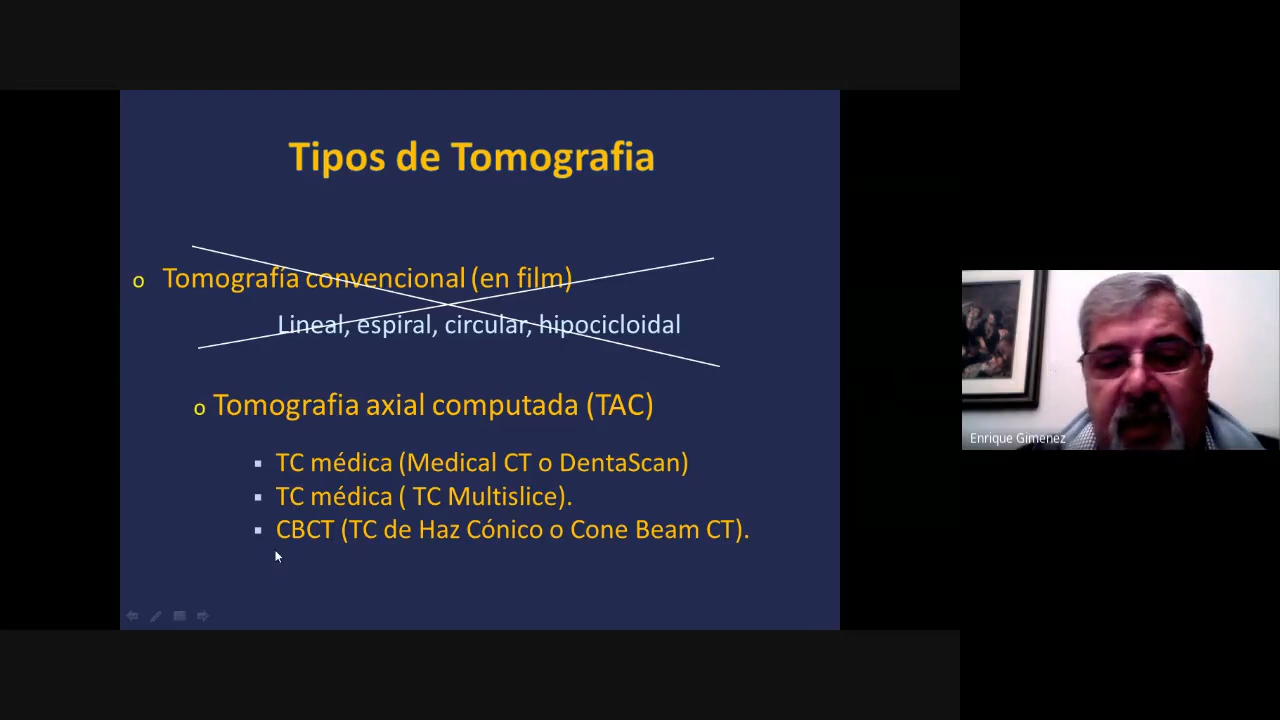 Tipos de Tomografia
o Tomografía convencional (en film)
Lineal, espiral, circular, hipocicloidal
o Tomografia axial computada (TAC)
▪ TC médica (Medical CT o DentaScan)
▪ TC médica ( TC Multislice).
▪ CBCT (TC de Haz Cónico o Cone Beam CT).
Enrique Gimenez